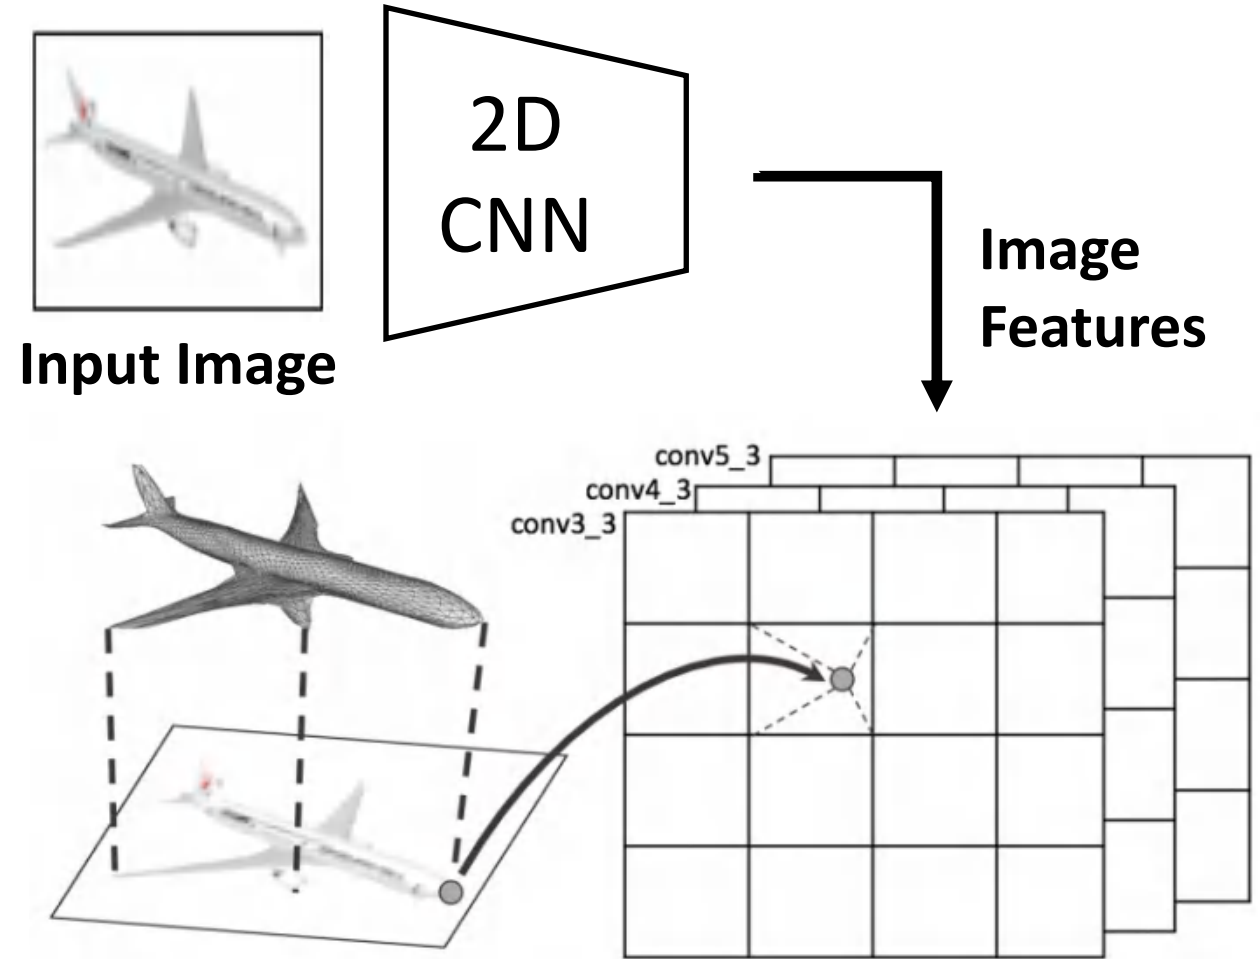 2D
CNN
Input Image
Image
Features
conv5_3
conv4_3
conv3_3